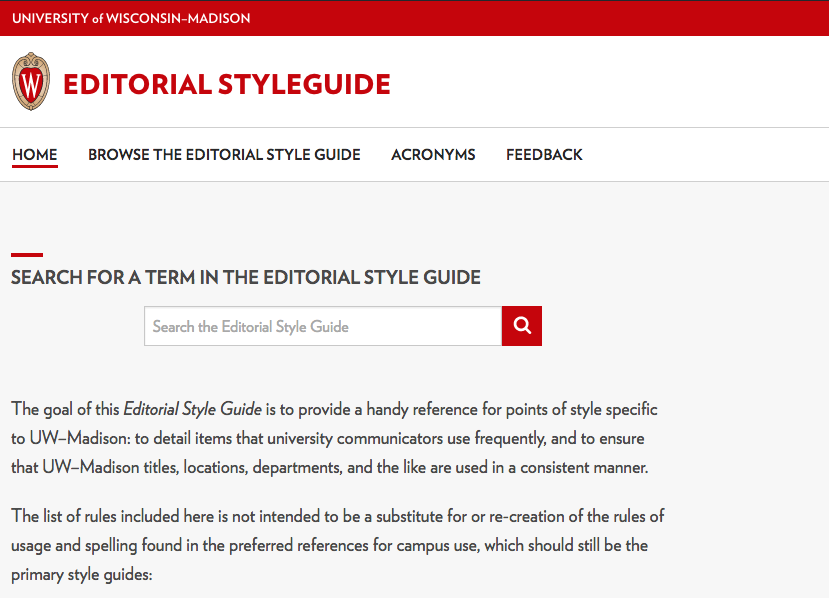 UNIVERSITY of WISCONSIN–MADISON
W
EDITORIAL STYLEGUIDE
HOME BROWSE THE EDITORIAL STYLE GUIDE ACRONYMS FEEDBACK
SEARCH FOR A TERM IN THE EDITORIAL STYLE GUIDE
Search the Editorial Style Guide
The goal of this Editorial Style Guide is to provide a handy reference for points of style specific
to UW–Madison: to detail items that university communicators use frequently, and to ensure
that UW–Madison titles, locations, departments, and the like are used in a consistent manner.
The list of rules included here is not intended to be a substitute for or re-creation of the rules of
usage and spelling found in the preferred references for campus use, which should still be the
primary style guides: